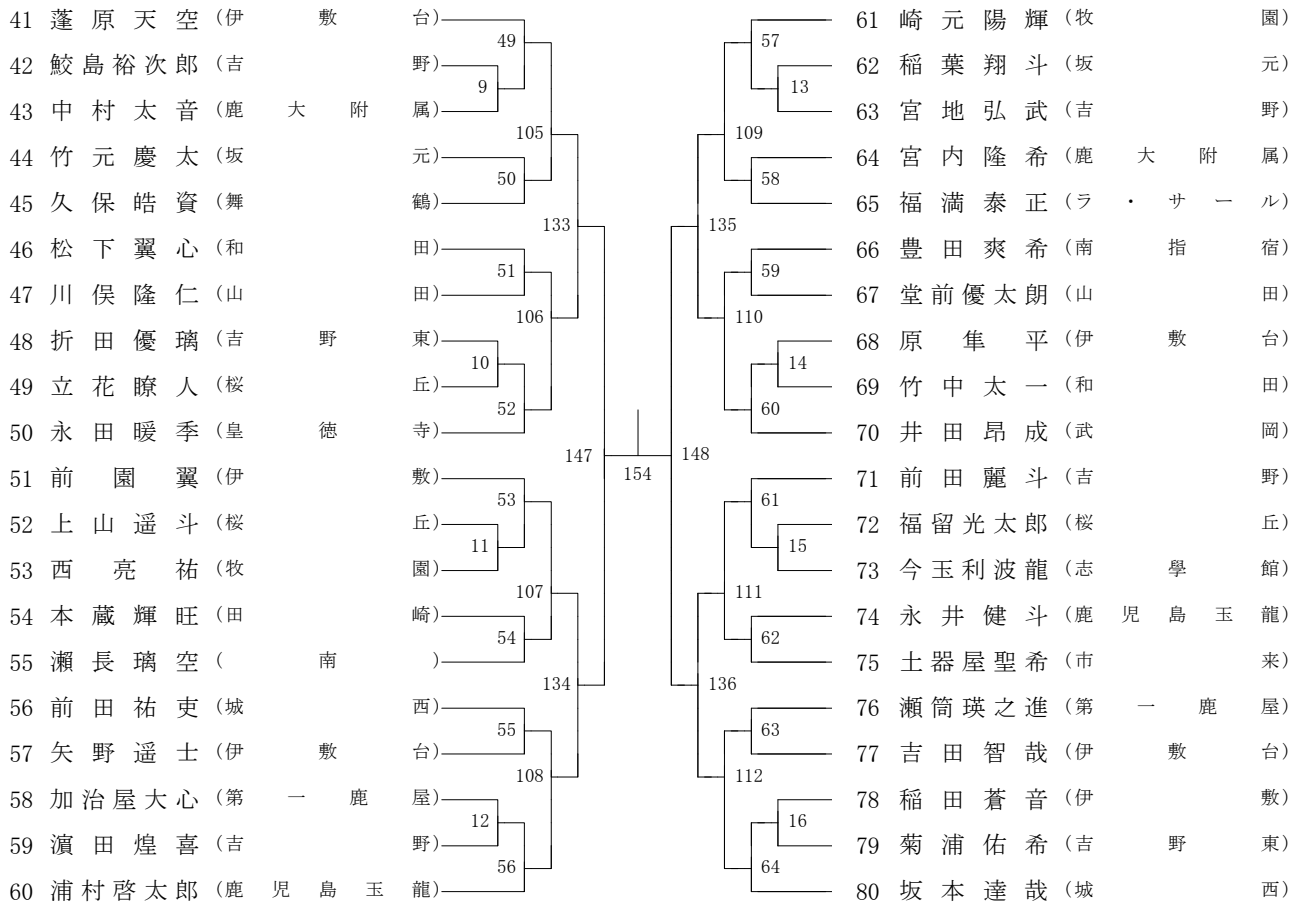 41 蓬原天空 (伊敷台)
42 鮫島裕次郎 (吉野)
43 中村太音 (鹿大附属)
44 竹元慶太 (坂元)
45 久保皓資 (舞鶴)
46 松下翼心 (和田)
47 川俣隆仁 (山田)
48 折田優璃 (吉野東)
49 立花瞭人 (桜丘)
50 永田暖季 (皇徳寺)
51 前園翼 (伊敷)
52 上山遥斗 (桜丘)
53 西亮祐 (牧園)
54 本蔵輝旺 (田崎)
55 瀬長璃空 (南)
56 前田祐吏 (城西)
57 矢野遥士 (伊敷台)
58 加治屋大心 (第一鹿屋)
59 濵田煌喜 (吉野)
60 浦村啓太郎 (鹿児島玉龍)
49
9
105
50
133
51
106
10
52
147
53
11
107
54
134
55
108
12
56
154
57
13
109
58
135
59
110
14
60
148
61
15
111
62
136
63
112
16
64
61 崎元陽輝 (牧園)
62 稲葉翔斗 (坂元)
63 宮地弘武 (吉野)
64 宮内隆希 (鹿大附属)
65 福満泰正 (ラ・サール)
66 豊田爽希 (南指宿)
67 堂前優太朗 (山田)
68 原隼平 (伊敷台)
69 竹中太一 (和田)
70 井田昂成 (武岡)
71 前田麗斗 (吉野)
72 福留光太郎 (桜丘)
73 今玉利波龍 (志學館)
74 永井健斗 (鹿児島玉龍)
75 土器屋聖希 (市来)
76 瀬筒瑛之進 (第一鹿屋)
77 吉田智哉 (伊敷台)
78 稲田蒼音 (伊敷)
79 菊浦佑希 (吉野東)
80 坂本達哉 (城西)